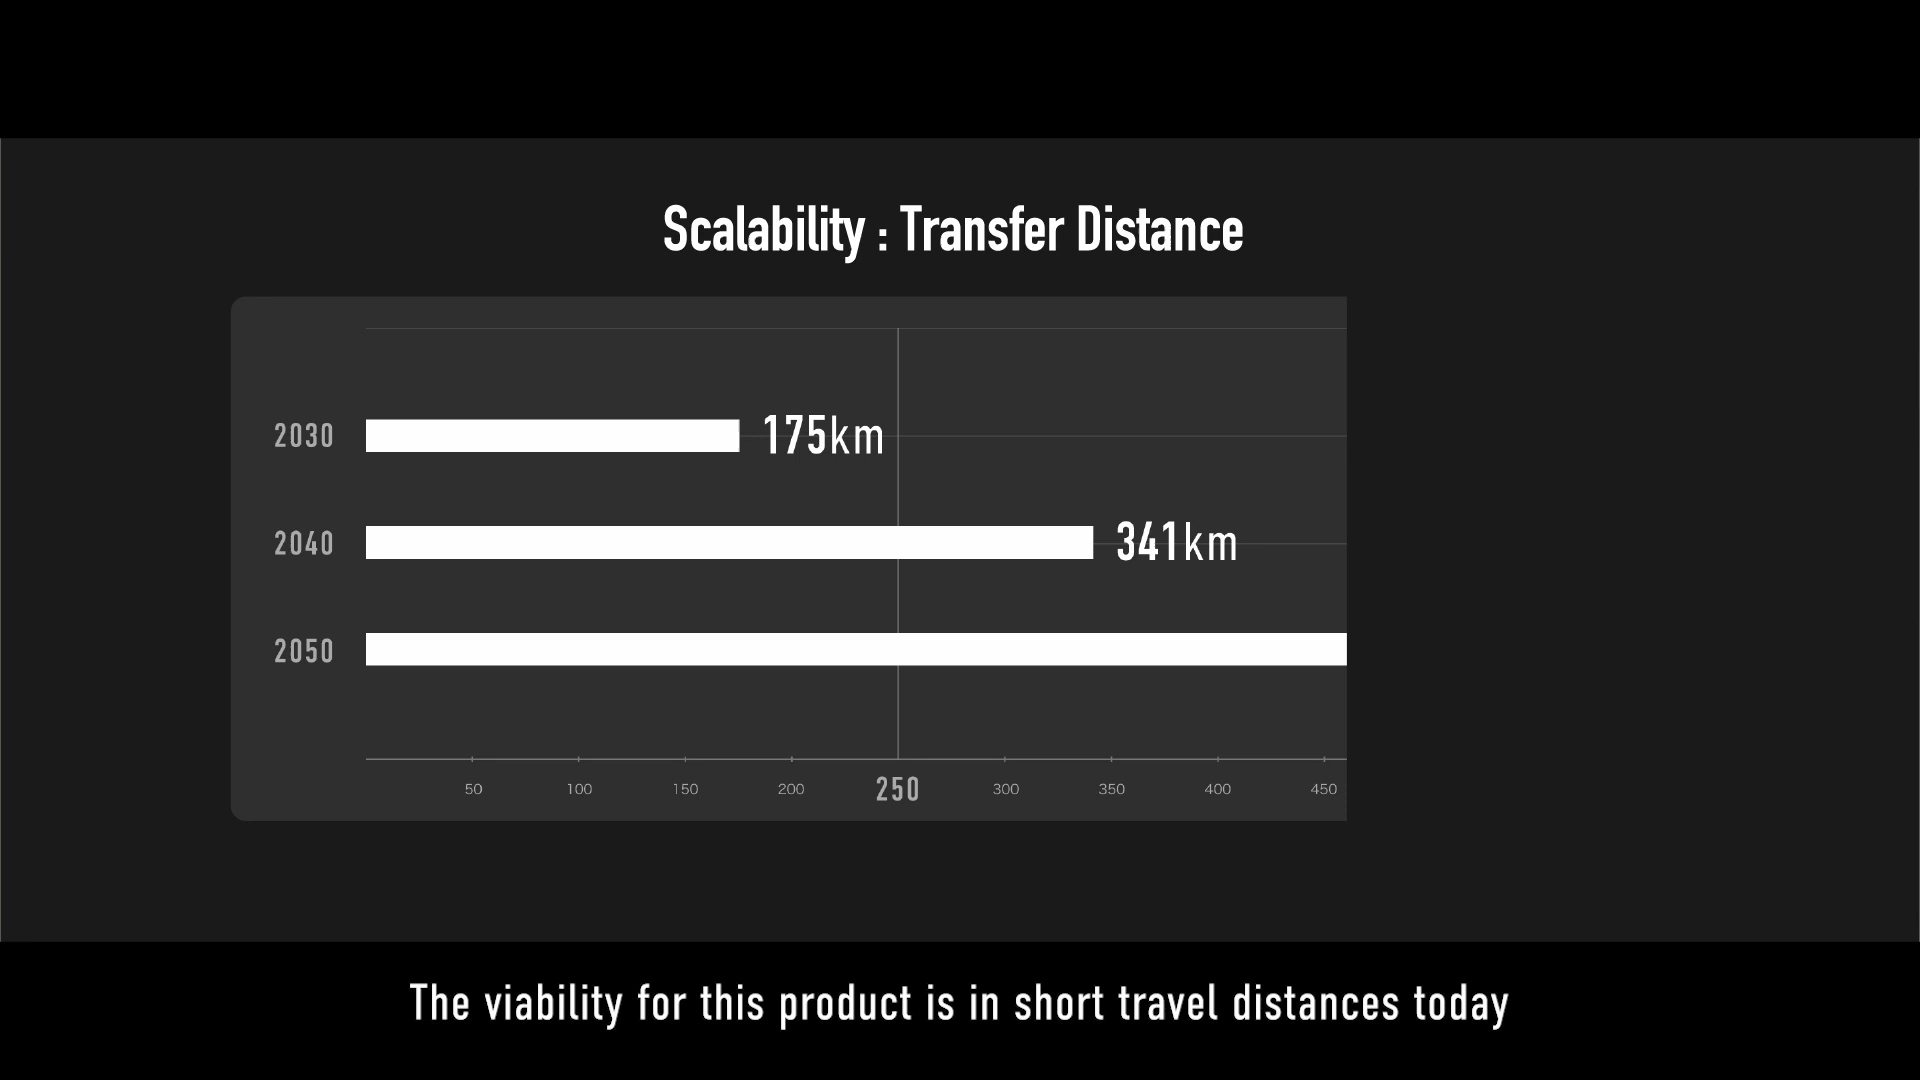 Scalability : Transfer Distance
2030 175km
2040 341km
2050
50 100 150 200 250 300 350 400 450
The viability for this product is in short travel distances today